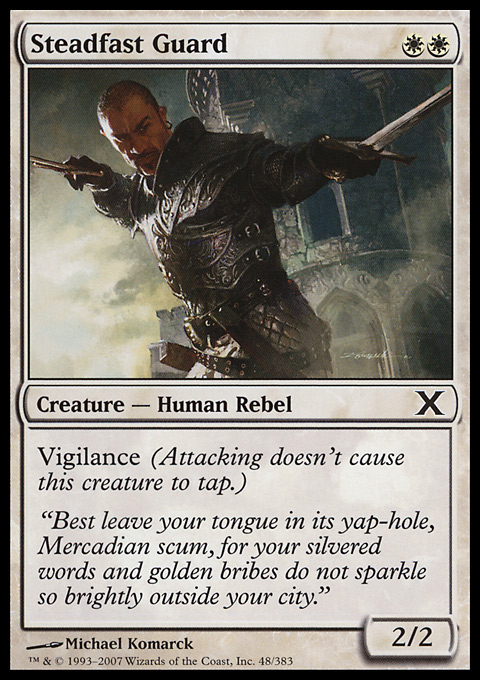 Steadfast Guard
Creature — Human Rebel
X
Vigilance (Attacking doesn't cause
this creature to tap.)
“Best leave your tongue in its yap-hole,
Mercadian scum, for your silvered
words and golden bribes do not sparkle
so brightly outside your city.”
Michael Komarck
2/2
™ & © 1993–2007 Wizards of the Coast, Inc. 48/383